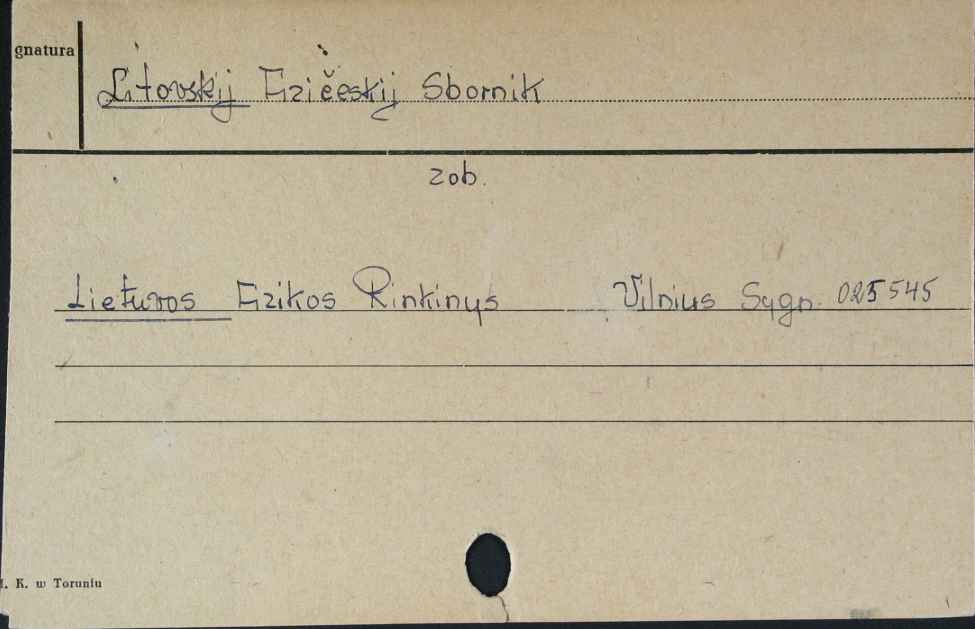 gnatura
Litovskij Fizičeskij Sbornik
zob.
Lietuvos Fizikos Rinkinys Vilnius Sygn. 025545
. K. w Toruniu